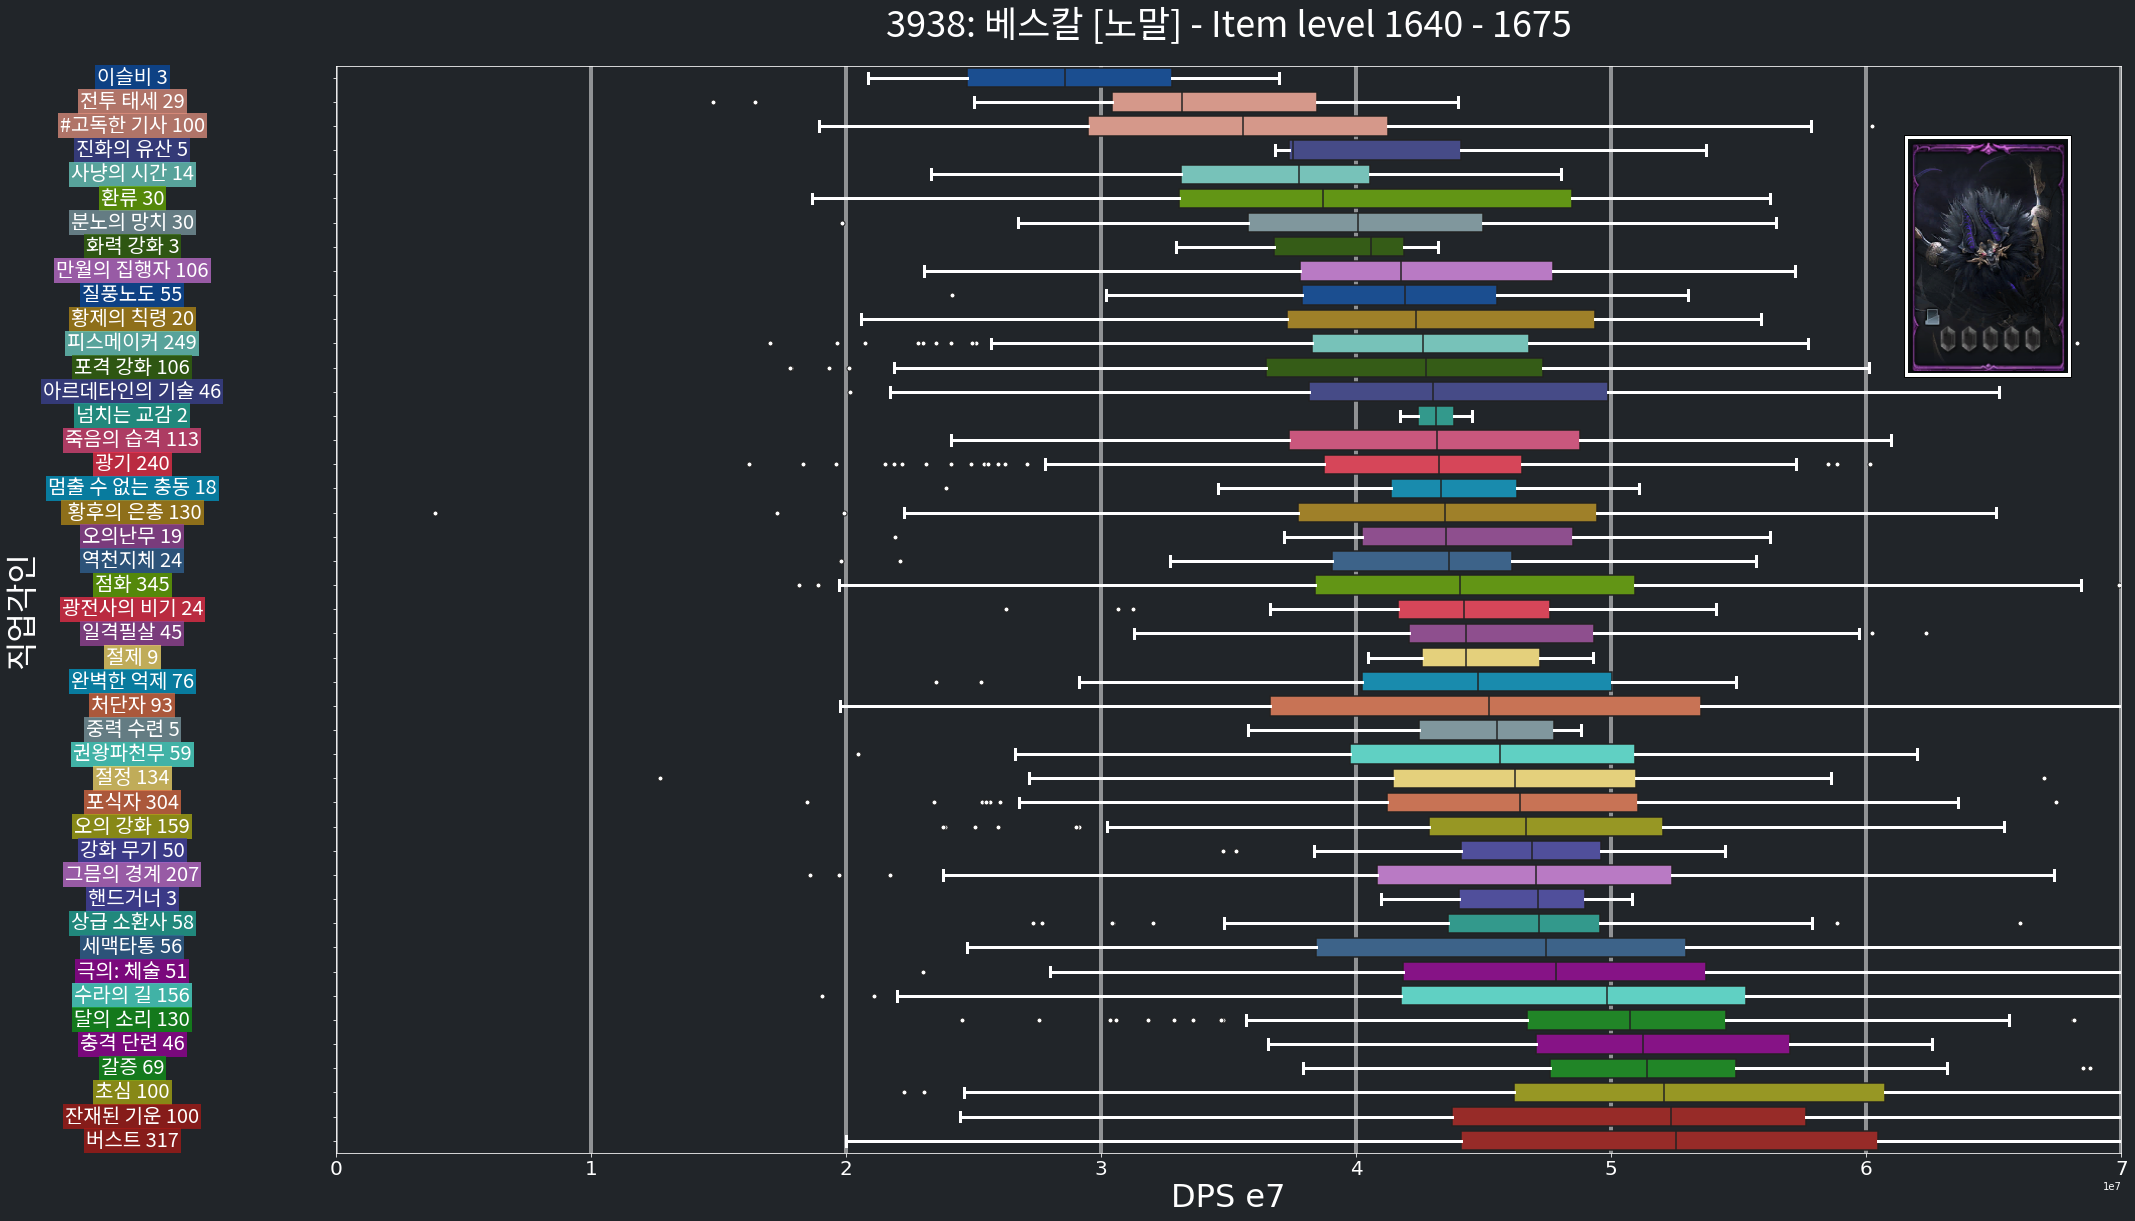 3938: 베스칼 [노말] - Item level 1640 - 1675
이슬비 3
전투 태세 29
#고독한 기사 100
진화의 유산 5
사냥의 시간 14
환류 30
분노의 망치 30
화력 강화 3
만월의 집행자 106
질풍노도 55
황제의 칙령 20
피스메이커 249
포격 강화 106
아르데타인의 기술 46
넘치는 교감 2
죽음의 습격 113
광기 240
멈출 수 없는 충동 18
황후의 은총 130
오의난무 19
역천지체 24
점화 345
광전사의 비기 24
일격필살 45
절제 9
완벽한 억제 76
처단자 93
중력 수련 5
권왕파천무 59
절정 134
포식자 304
오의 강화 159
강화 무기 50
그믐의 경계 207
핸드거너 3
상급 소환사 58
세맥타통 56
극의: 체술 51
수라의 길 156
달의 소리 130
충격 단련 46
갈증 69
초심 100
잔재된 기운 100
버스트 317
직업각인
0 1 2 3 4 5 6 7
1e7
DPS e7